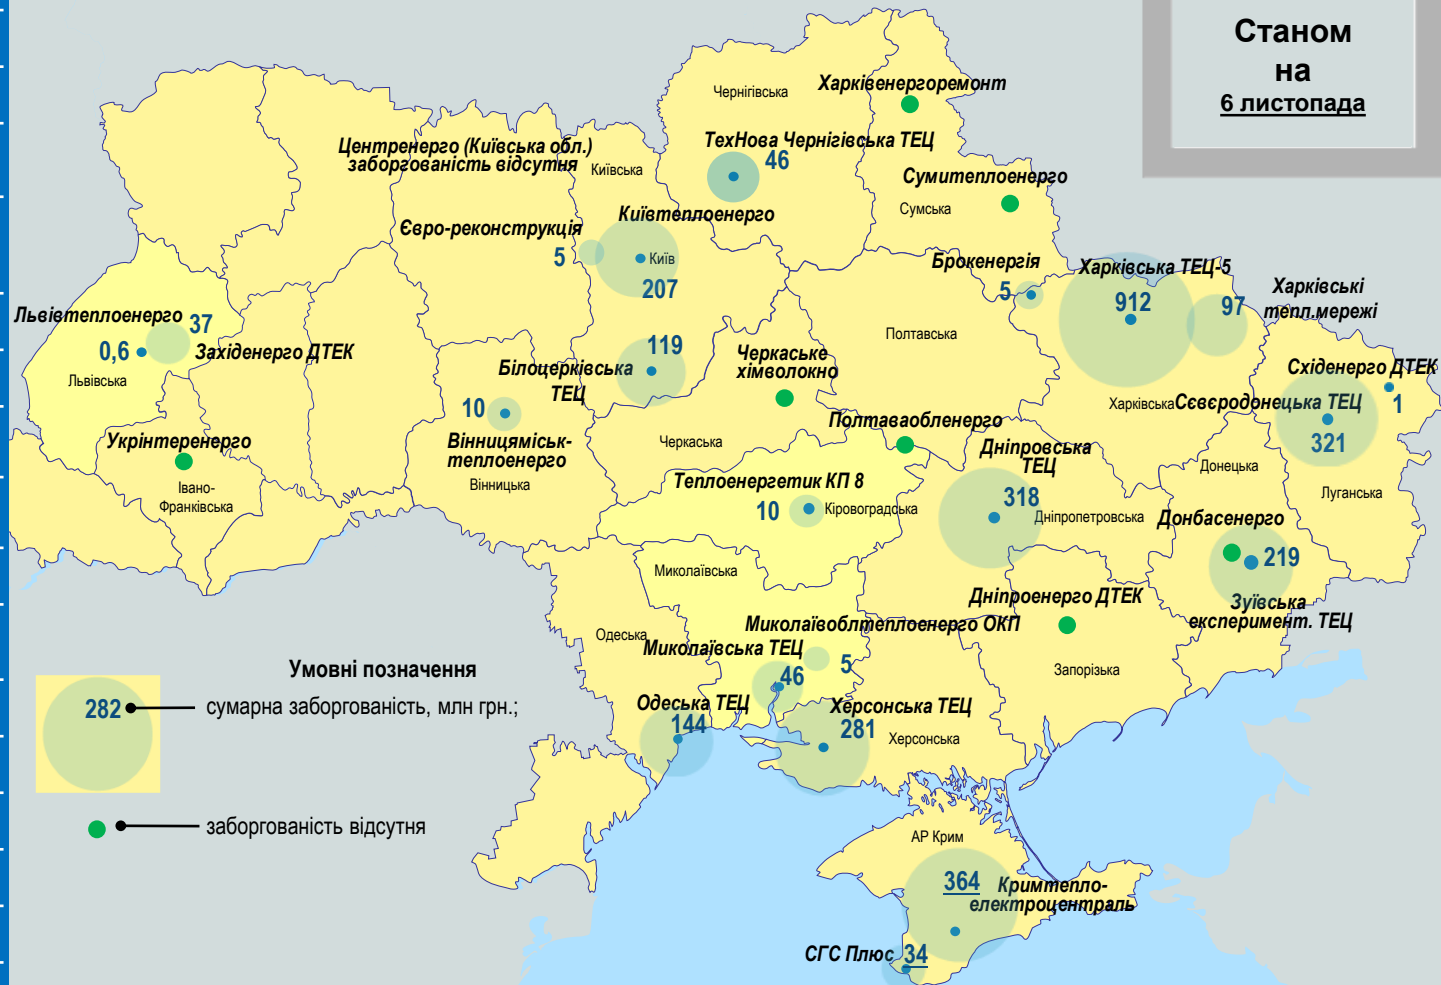 Станом
на
6 листопада
Чернігівська
Харківенергоремонт
Центренерго (Київська обл.)
заборгованість відсутня
Київська
ТехНова Чернігівська ТЕЦ
46
Сумитеплоенерго
Сумська
Київтеплоенерго
Євро-реконструкція
5
Київ
207
Брокенергія
5
Харківська ТЕЦ-5
912
97
Харківські
тепл.мережі
Львівтеплоенерго
37
0,6
Західенерго ДТЕК
Львівська
Полтавська
119
Білоцерківська
ТЕЦ
Черкаське
хімволокно
Східенерго ДТЕК
1
10
Харківська
Сєвєродонецька ТЕЦ
321
Укрінтеренерго
Вінницяміськ-
теплоенерго
Вінницька
Черкаська
Полтаваобленерго
Дніпровська
ТЕЦ
Донецька
Івано-
Франківська
Теплоенергетик КП 8
10
Кіровоградська
318
Дніпропетровська
Луганська
Донбасенерго
219
Зуївська
експеримент. ТЕЦ
Миколаївська
Дніпроенерго ДТЕК
Миколаївоблтеплоенерго ОКП
Одеська
Миколаївська ТЕЦ
46
5
Запорізька
Умовні позначення
282
сумарна заборгованість, млн грн.;
Одеська ТЕЦ
144
Херсонська ТЕЦ
281
Херсонська
заборгованість відсутня
АР Крим
364
Кримтепло-
електроцентраль
СГС Плюс
34